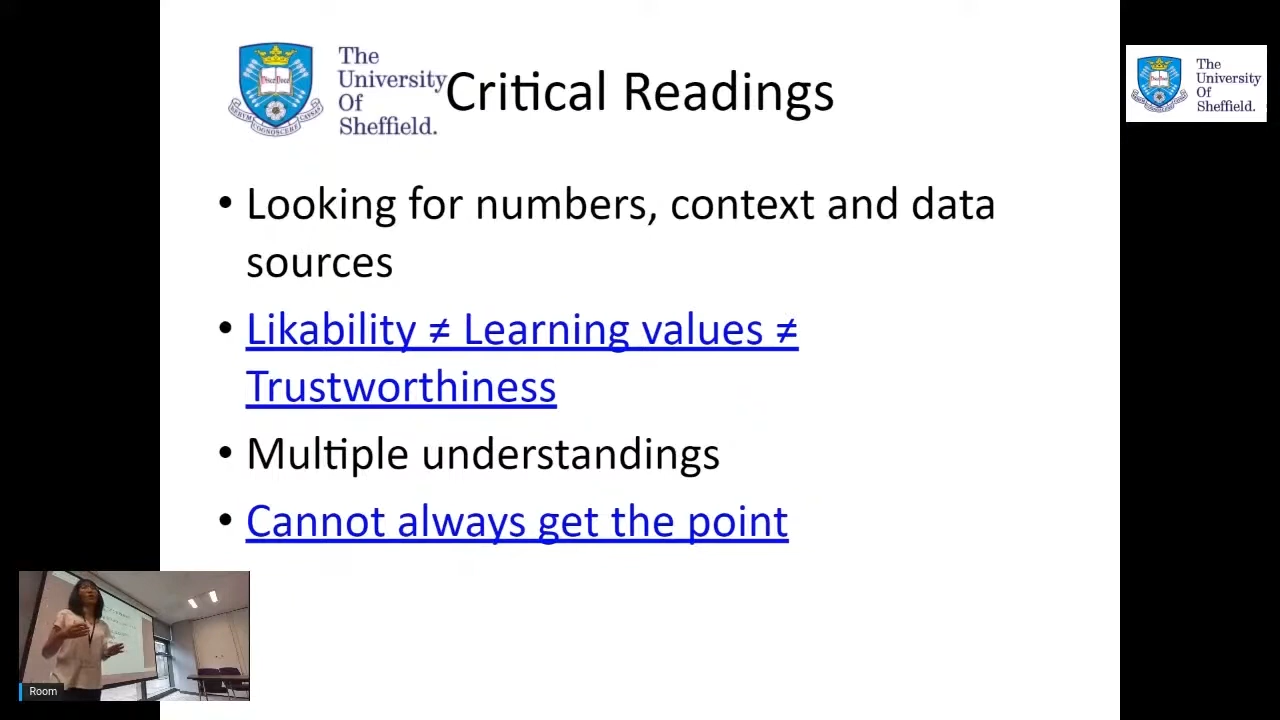 The
University
Of
Sheffield.
Critical Readings
The
University
Of
Sheffield.
• Looking for numbers, context and data
sources
• Likability ≠ Learning values ≠
Trustworthiness
• Multiple understandings
• Cannot always get the point
Room